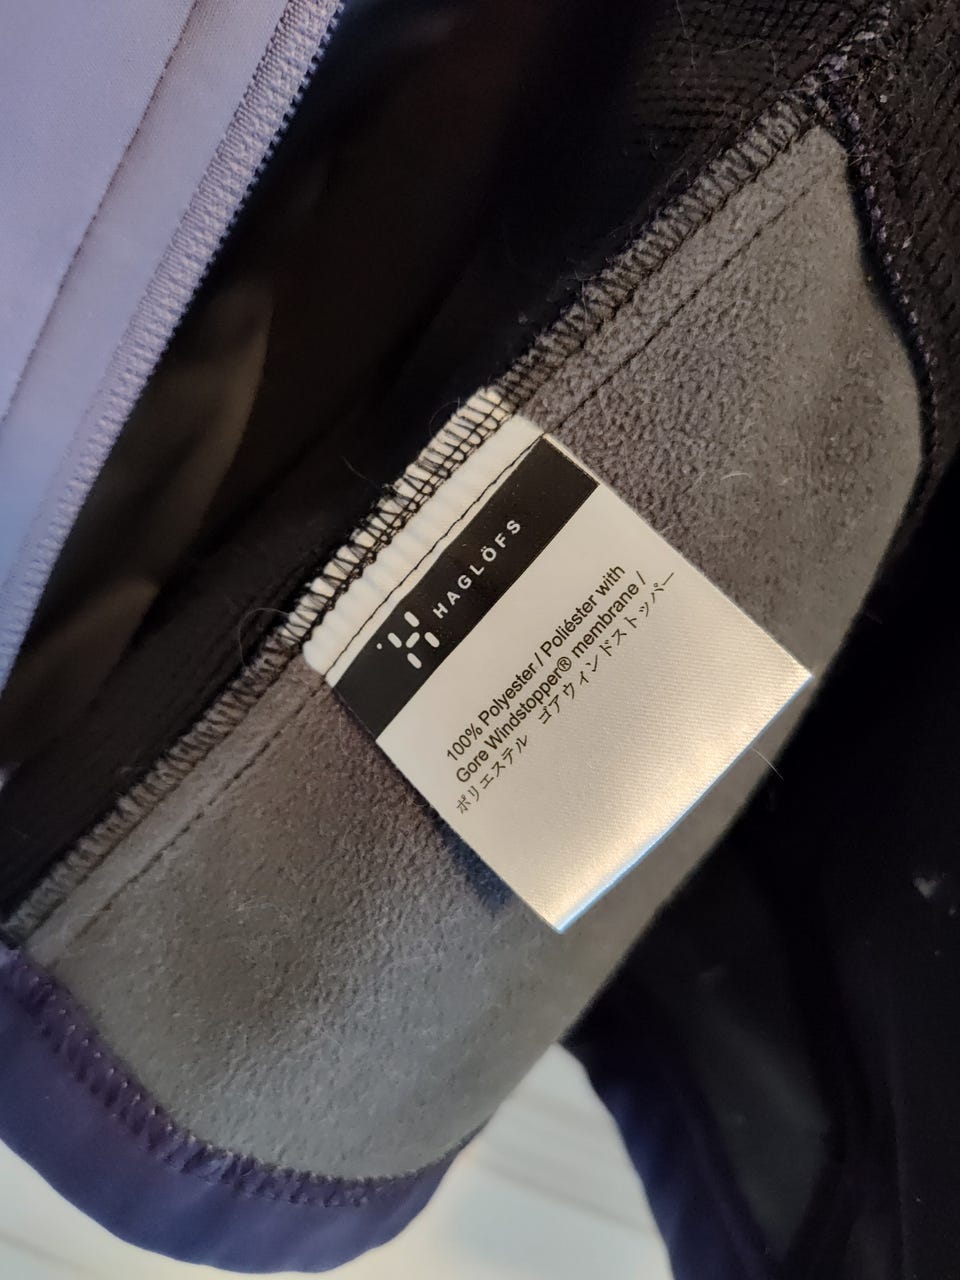 HAGLÖFS
100% Polyester / Poliéster with
Gore Windstopper® membrane /
ポリエステル ゴアウィンドストッパー